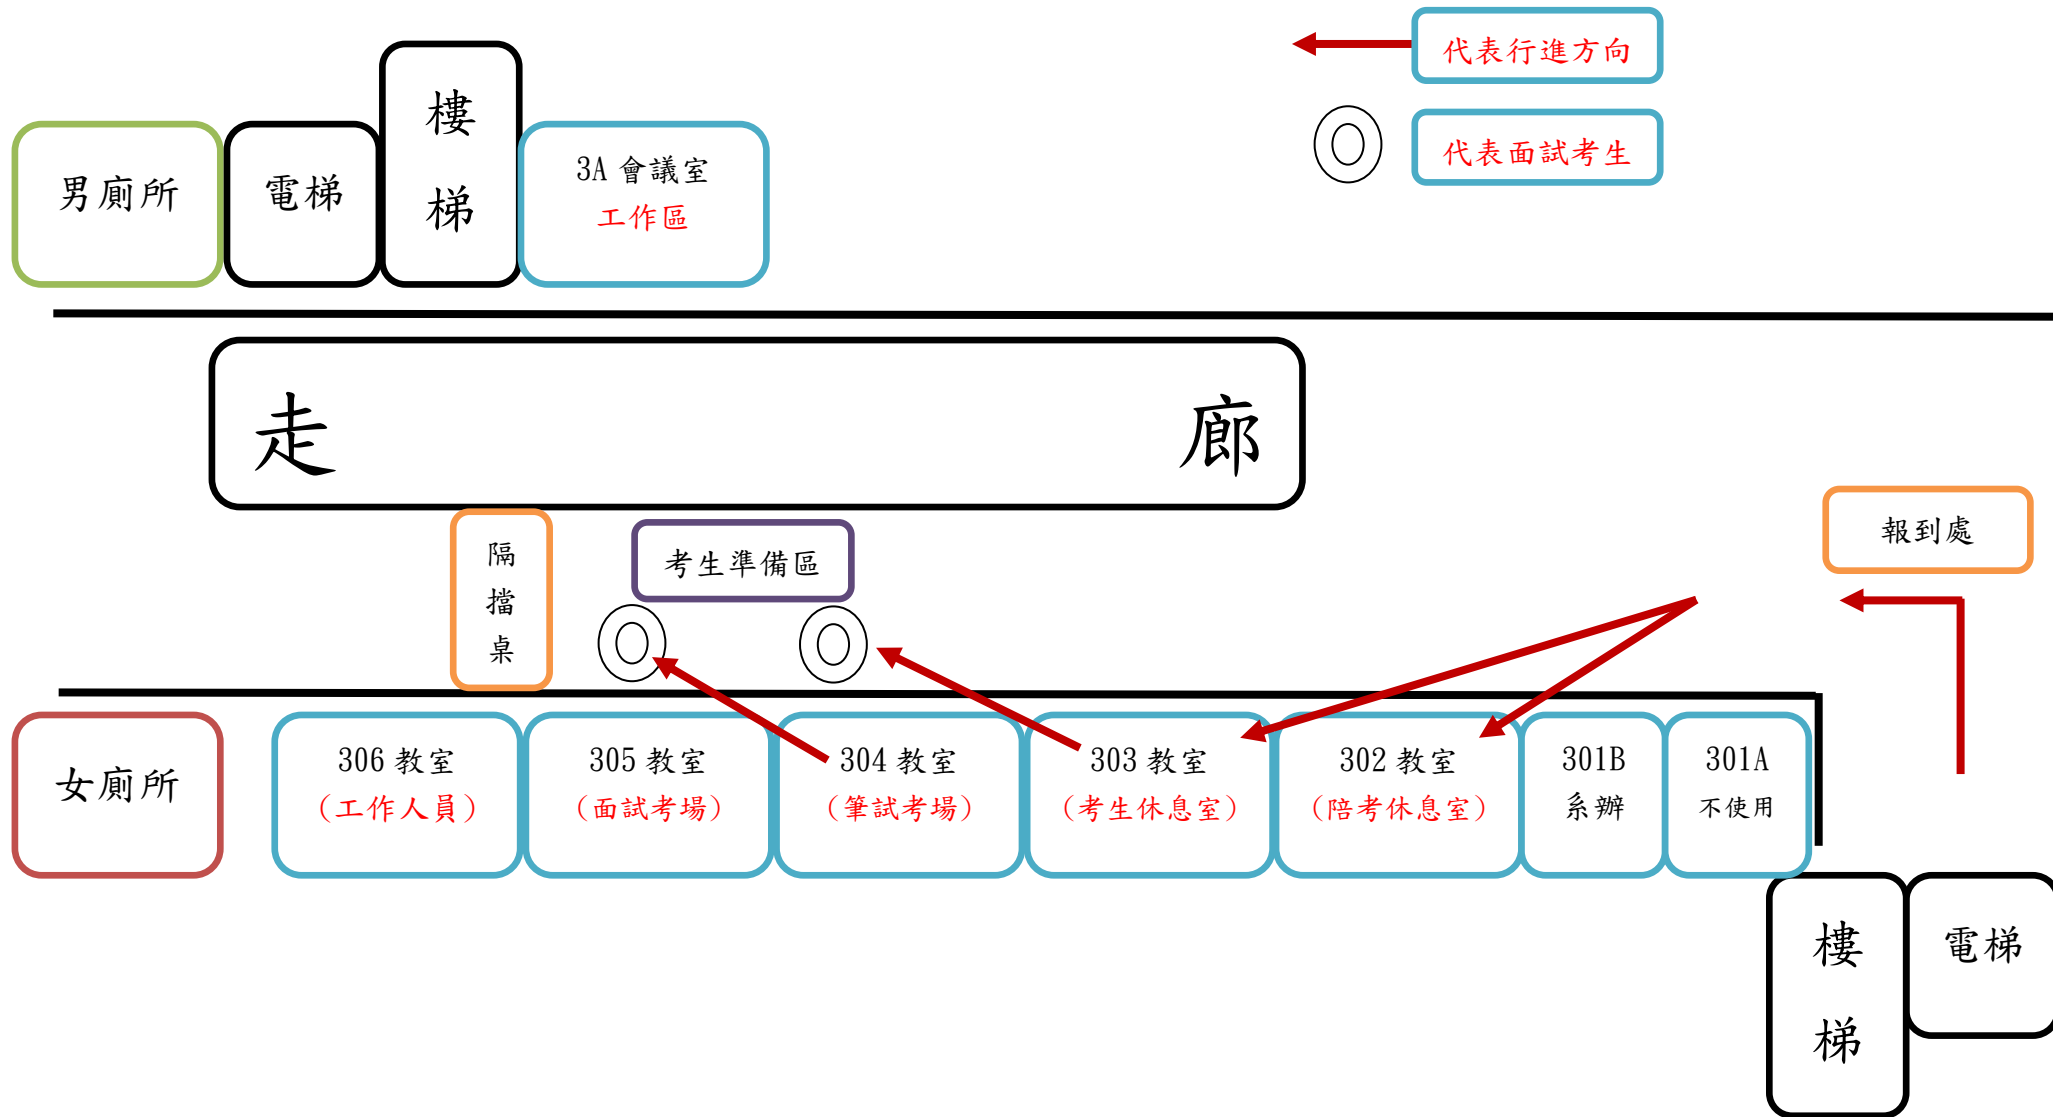 代表行進方向
代表面試考生
男廁所
電梯
樓
梯
3A 會議室
工作區
走 廊
隔
擋
桌
考生準備區
報到處
女廁所
306 教室
(工作人員)
305 教室
(面試考場)
304 教室
(筆試考場)
303 教室
(考生休息室)
302 教室
(陪考休息室)
301B
系辦
301A
不使用
樓
梯
電梯